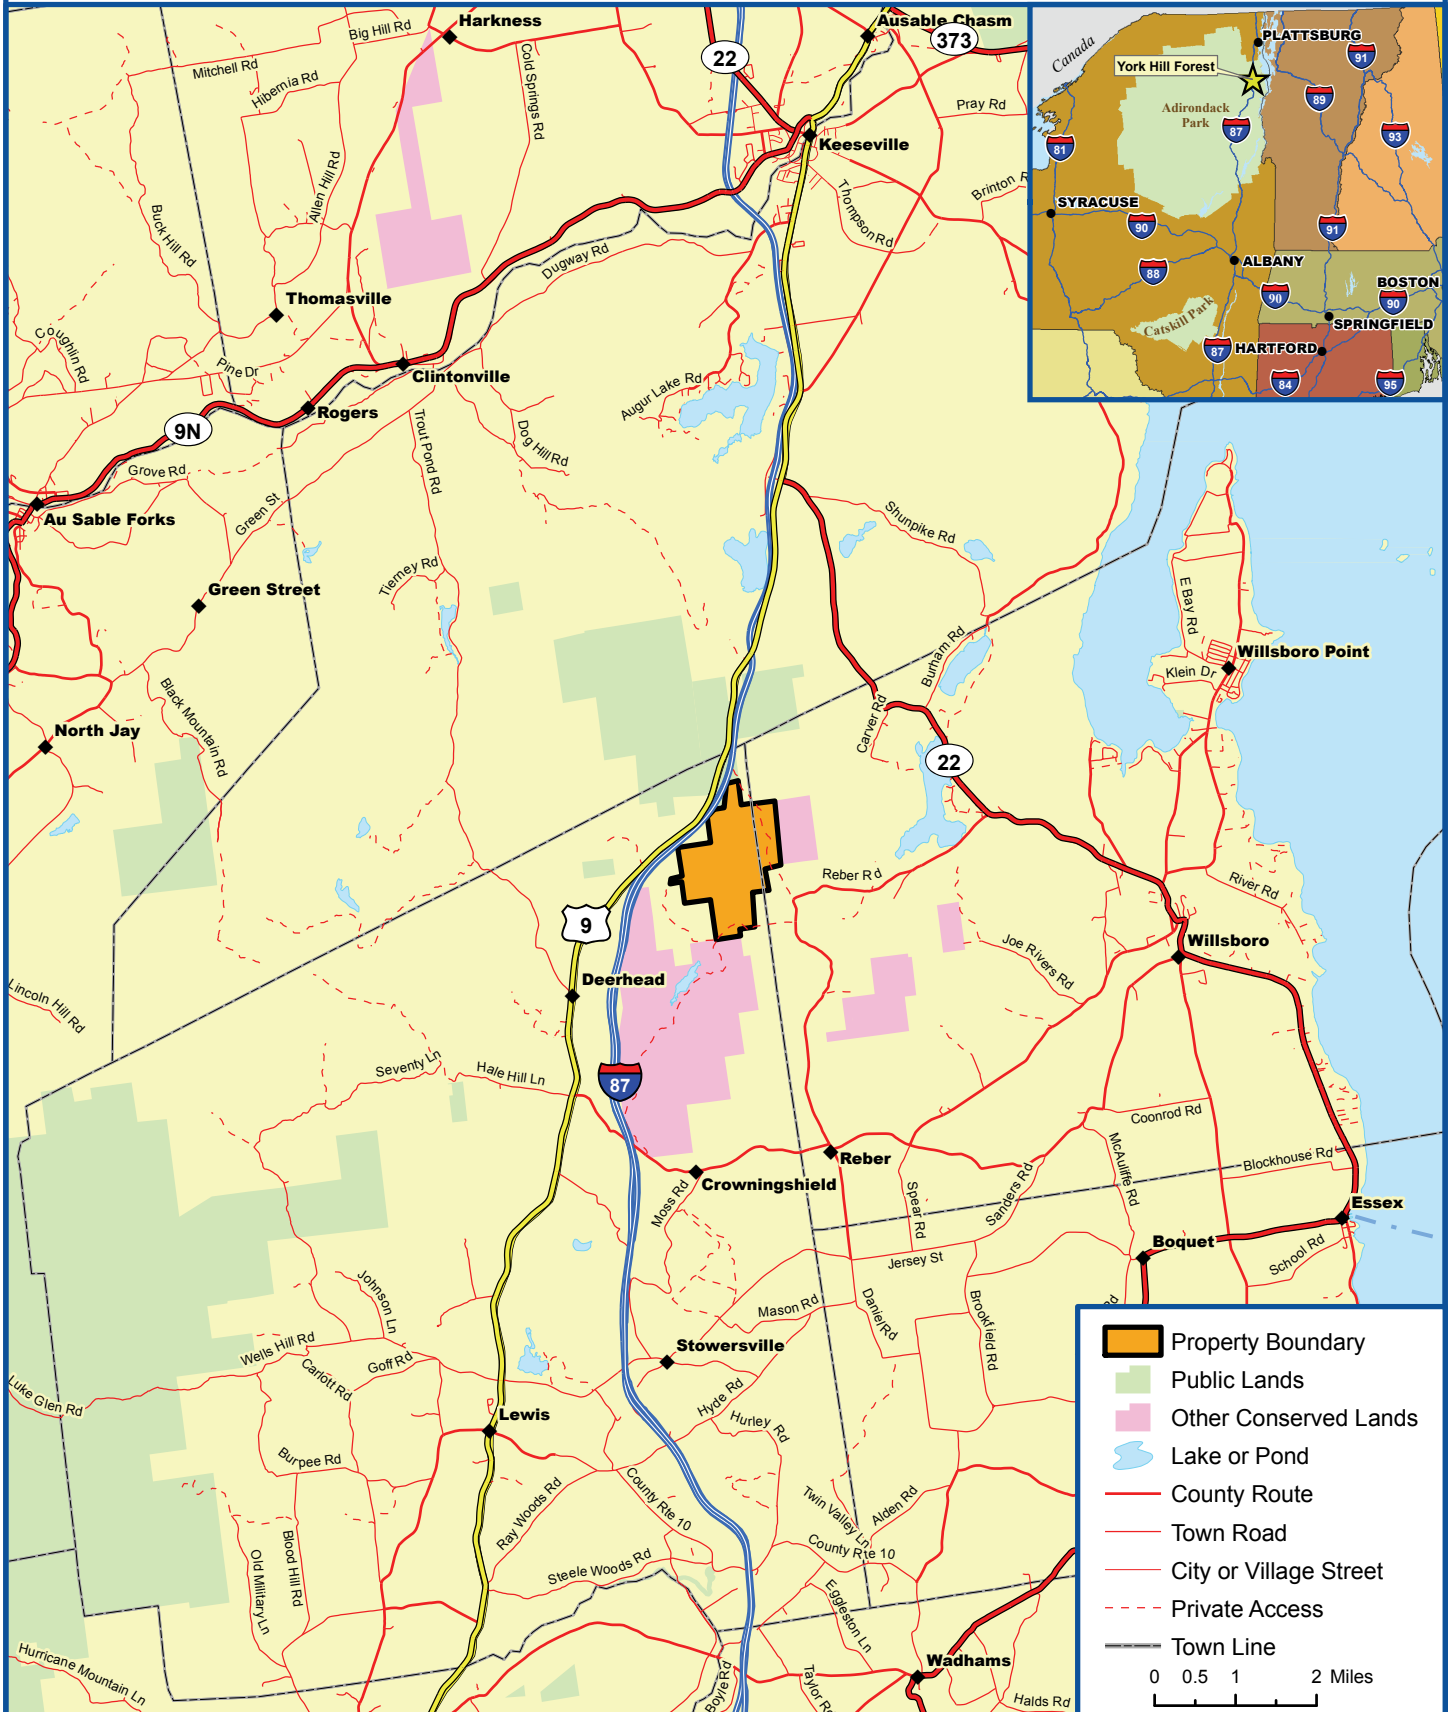 Harkness
Big Hill Rd
Mitchell Rd
Hibernia Rd
Cold Springs Rd
22
Ausable Chasm
373
Pray Rd
Keeseville
Brinton R
Thompson Rd
Allen Hill Rd
Buck Hill Rd
Dugway Rd
Thomasville
Coughlin Rd
Pine Dr
Clintonville
Rogers
9N
Augur Lake Rd
Trout Pond Rd
Dog Hill Rd
Grove Rd
Green St
Au Sable Forks
Shunpike Rd
Tierney Rd
Green Street
E Bay Rd
Burham Rd
Willsboro Point
Klein Dr
Black Mountain Rd
Carver Rd
North Jay
22
Reber Rd
River Rd
9
Willsboro
Joe Rivers Rd
Deerhead
Lincoln Hill Rd
Seventy Ln
Hale Hill Ln
87
Coonrod Rd
McAuliffe Rd
Blockhouse Rd
Reber
Crowningshield
Moss Rd
Spear Rd
Sanders Rd
Essex
Boquet
School Rd
Jersey St
Johnson Ln
Mason Rd
Daniel Rd
Brookfield Rd
Rd
Wells Hill Rd
Goff Rd
Carlott Rd
Stowersville
Luke Glen Rd
Hyde Rd
Hurley Rd
Lewis
Burpee Rd
County Rte 10
Ray Woods Rd
Twin Valley Ln
Alden Rd
County Rte 10
Old Military Ln
Blood Hill Rd
Steele Woods Rd
Eggleston Ln
Hurricane Mountain Ln
Boyle Rd
Taylor Rd
Wadhams
Halds Rd
Canada
PLATTSBURG
York Hill Forest
91
89
Adirondack
Park
87
93
81
SYRACUSE
90
91
88
ALBANY
90
BOSTON
90
Catskill Park
SPRINGFIELD
87
HARTFORD
84
95
Property Boundary
Public Lands
Other Conserved Lands
Lake or Pond
County Route
Town Road
City or Village Street
Private Access
Town Line
0 0.5 1 2 Miles